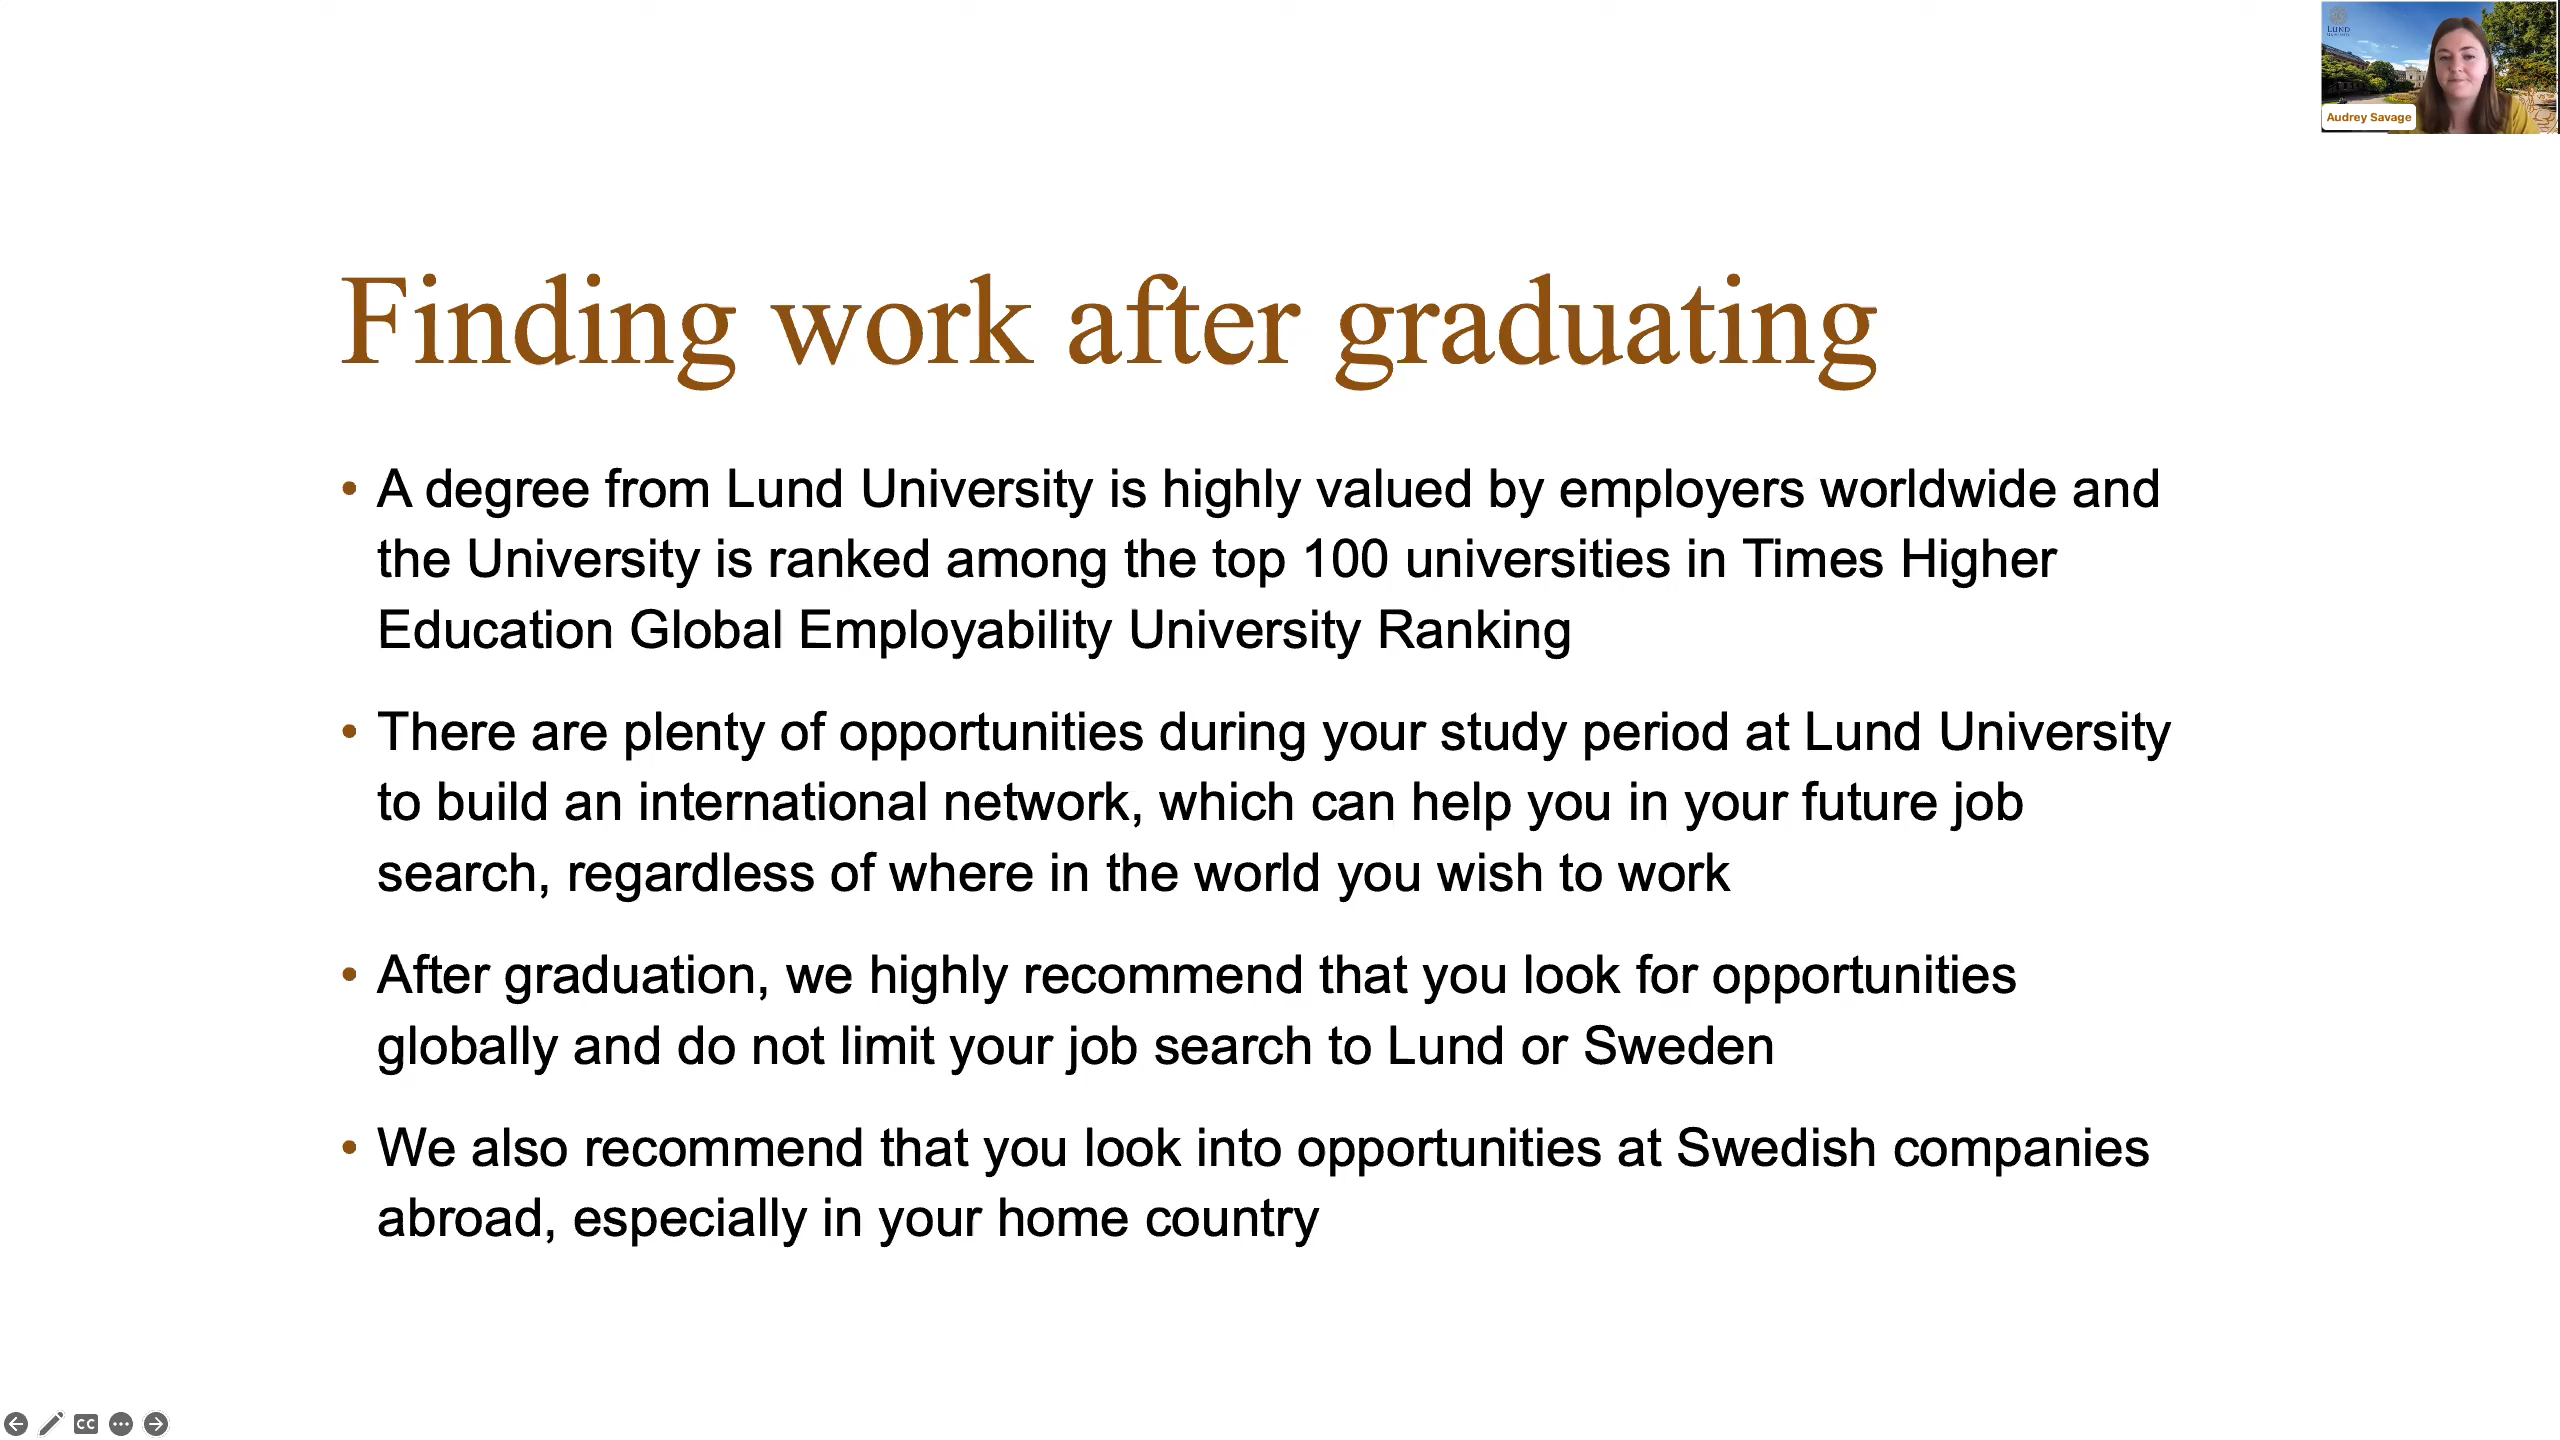 LUND
Audrey Savage
Finding work after graduating
• A degree from Lund University is highly valued by employers worldwide and
the University is ranked among the top 100 universities in Times Higher
Education Global Employability University Ranking
• There are plenty of opportunities during your study period at Lund University
to build an international network, which can help you in your future job
search, regardless of where in the world you wish to work
• After graduation, we highly recommend that you look for opportunities
globally and do not limit your job search to Lund or Sweden
• We also recommend that you look into opportunities at Swedish companies
abroad, especially in your home country
CC